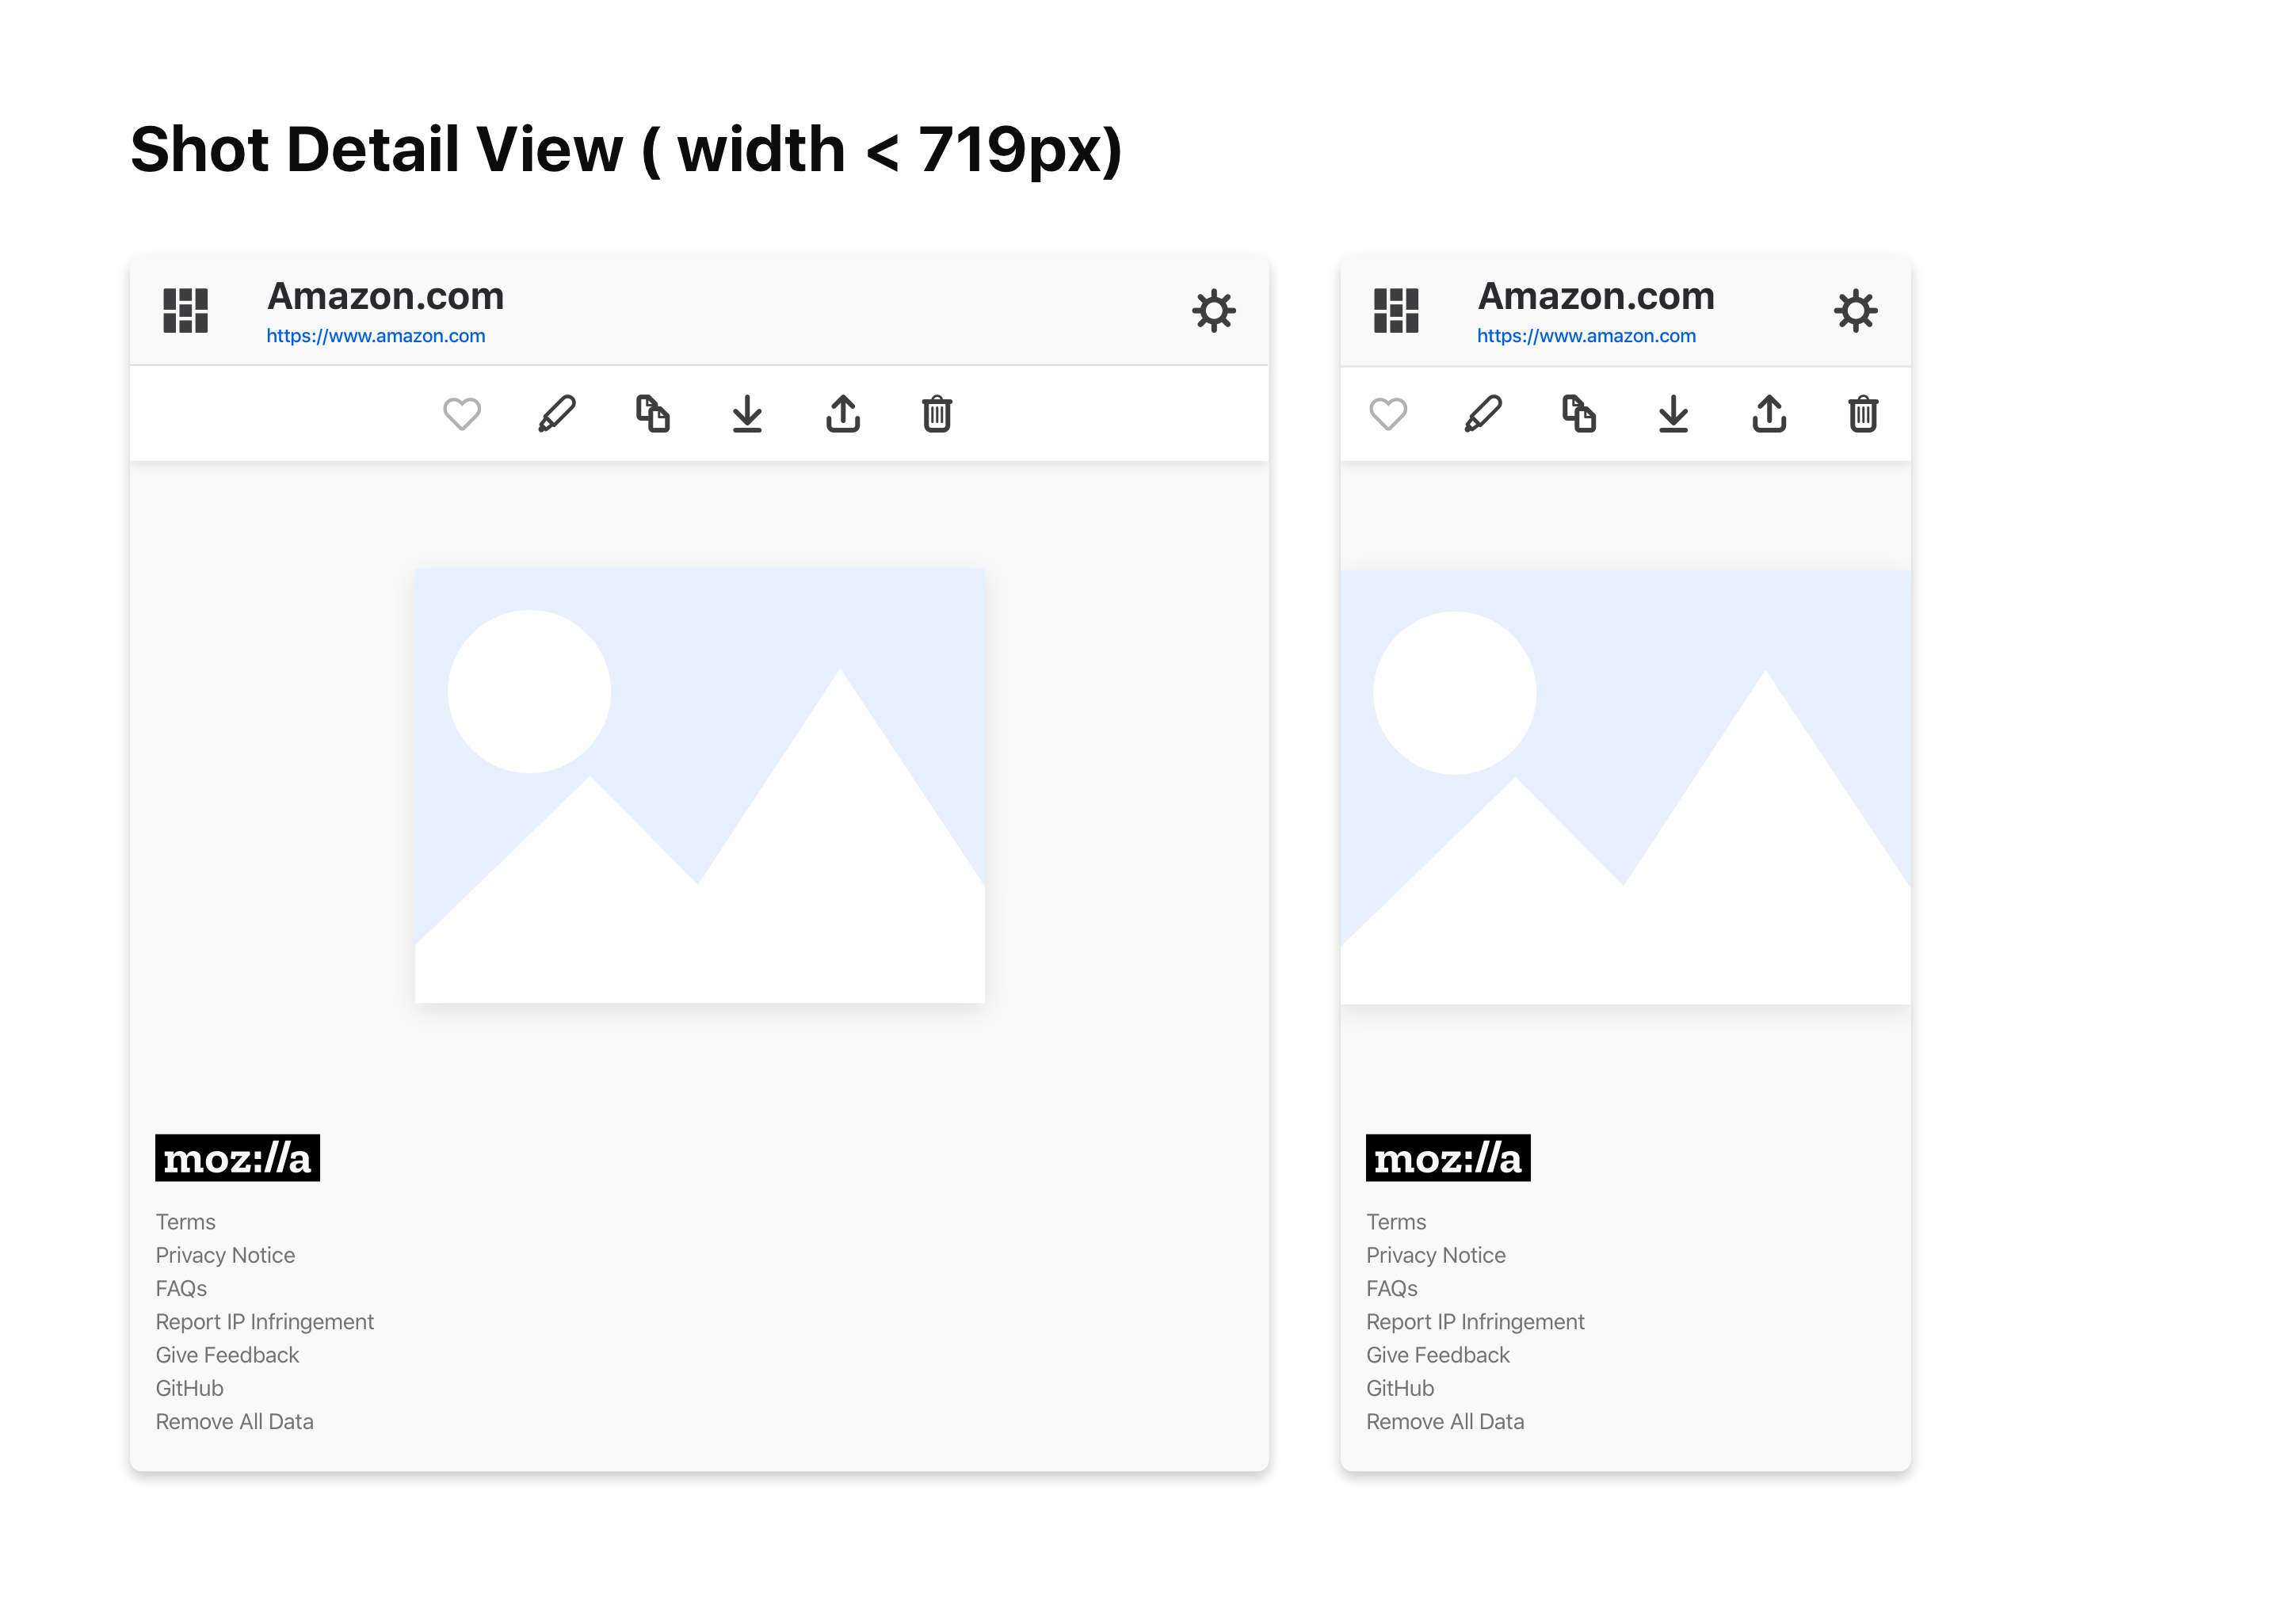 Shot Detail View ( width < 719px)
Amazon.com
https://www.amazon.com
moz://a
Terms
Privacy Notice
FAQs
Report IP Infringement
Give Feedback
GitHub
Remove All Data
Amazon.com
https://www.amazon.com
moz://a
Terms
Privacy Notice
FAQs
Report IP Infringement
Give Feedback
GitHub
Remove All Data